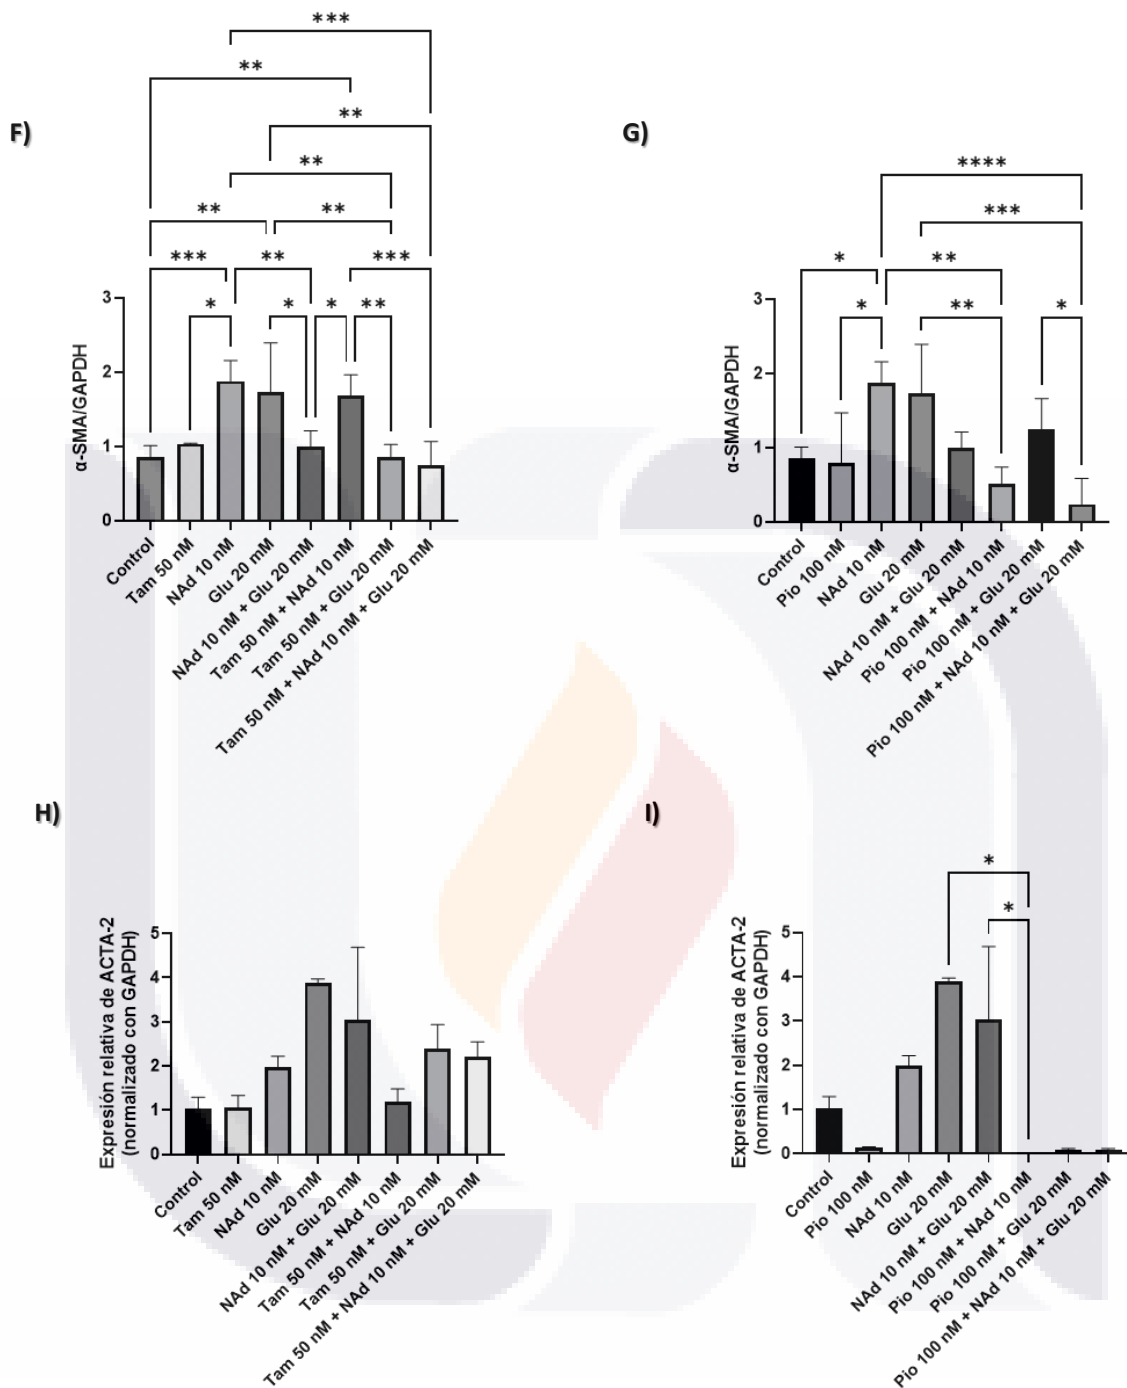 F)
***
**
**
**
**
**
***
**
***
*
*
*
**
α-SMA/GAPDH
3
2
1
0
Control
Tam 50 nM
NAd 10 nM
Glu 20 mM
NAd 10 nM + Glu 20 mM
Tam 50 nM + NAd 10 nM
Tam 50 nM + Glu 20 mM
Tam 50 nM + NAd 10 nM + Glu 20 mM
G)
****
***
*
**
*
**
*
α-SMA/GAPDH
3
2
1
0
Control
Pio 100 nM
NAd 10 nM
Glu 20 mM
NAd 10 nM + Glu 20 mM
Pio 100 nM + NAd 10 nM
Pio 100 nM + Glu 20 mM
Pio 100 nM + NAd 10 nM + Glu 20 mM
H)
Expresión relativa de ACTA-2
(normalizado con GAPDH)
5
4
3
2
1
0
Control
Tam 50 nM
NAd 10 nM
Glu 20 mM
NAd 10 nM + Glu 20 mM
Tam 50 nM + NAd 10 nM
Tam 50 nM + Glu 20 mM
Tam 50 nM + NAd 10 nM + Glu 20 mM
I)
*
*
Expresión relativa de ACTA-2
(normalizado con GAPDH)
5
4
3
2
1
0
Control
Pio 100 nM
NAd 10 nM
Glu 20 mM
NAd 10 nM + Glu 20 mM
Pio 100 nM + NAd 10 nM
Pio 100 nM + Glu 20 mM
Pio 100 nM + NAd 10 nM + Glu 20 mM